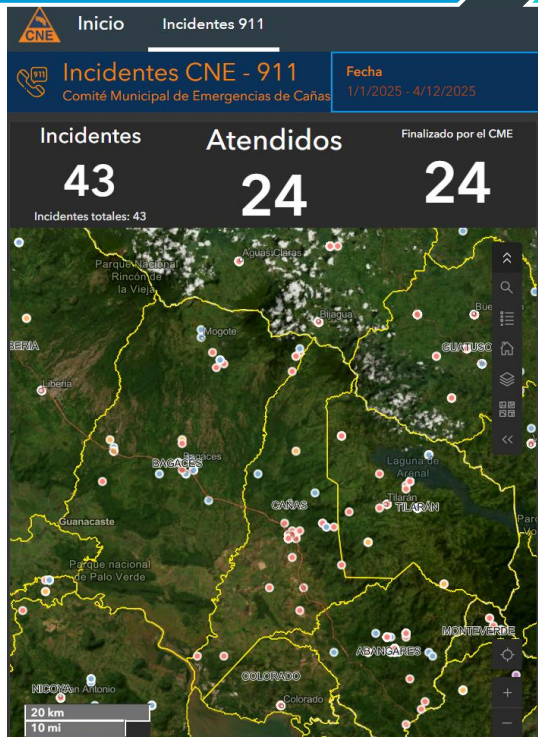 CNE
Inicio
Incidentes 911
911
Incidentes CNE - 911
Comité Municipal de Emergencias de Cañas
Fecha
1/1/2025 - 4/12/2025
Incidentes
43
Incidentes totales: 43
Atendidos
24
Finalizado por el CME
24
Parque Nacional
Rincón de
la Vieja
Aguas Claras
Bijagua
Mogote
GUATUSO
Liberia
Bagaces
BAGACES
Laguna de
Arenal
CAÑAS
Tilarán
TILARÁN
Guanacaste
Parque nacional
de Palo Verde
MONTEVERDE
ABANGARES
COLORADO
NICOYA
Colorado
20 km
10 mi